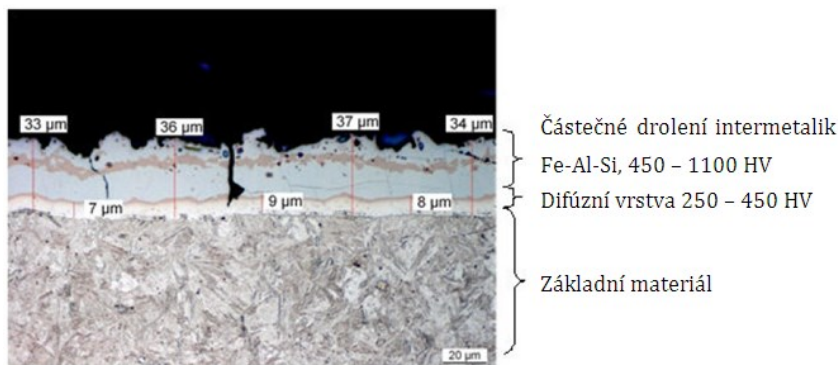 33 µm
36 µm
37 µm
34 µm
7 µm
9 µm
8 µm
20 µm
Částečné drolení intermetalik
Fe-Al-Si, 450 – 1100 HV
Difúzní vrstva 250 – 450 HV
Základní materiál